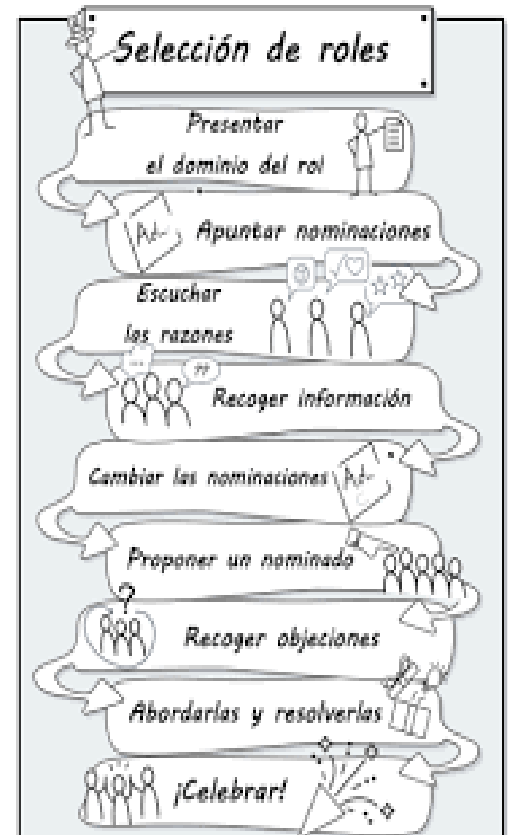 Selección de roles
Presentar
el dominio del rol
Apuntar nominaciones
Escuchar
las razones
Recoger información
Cambiar las nominaciones
Proponer un nominado
Recoger objeciones
Abordarlas y resolverlas
¡Celebrar!